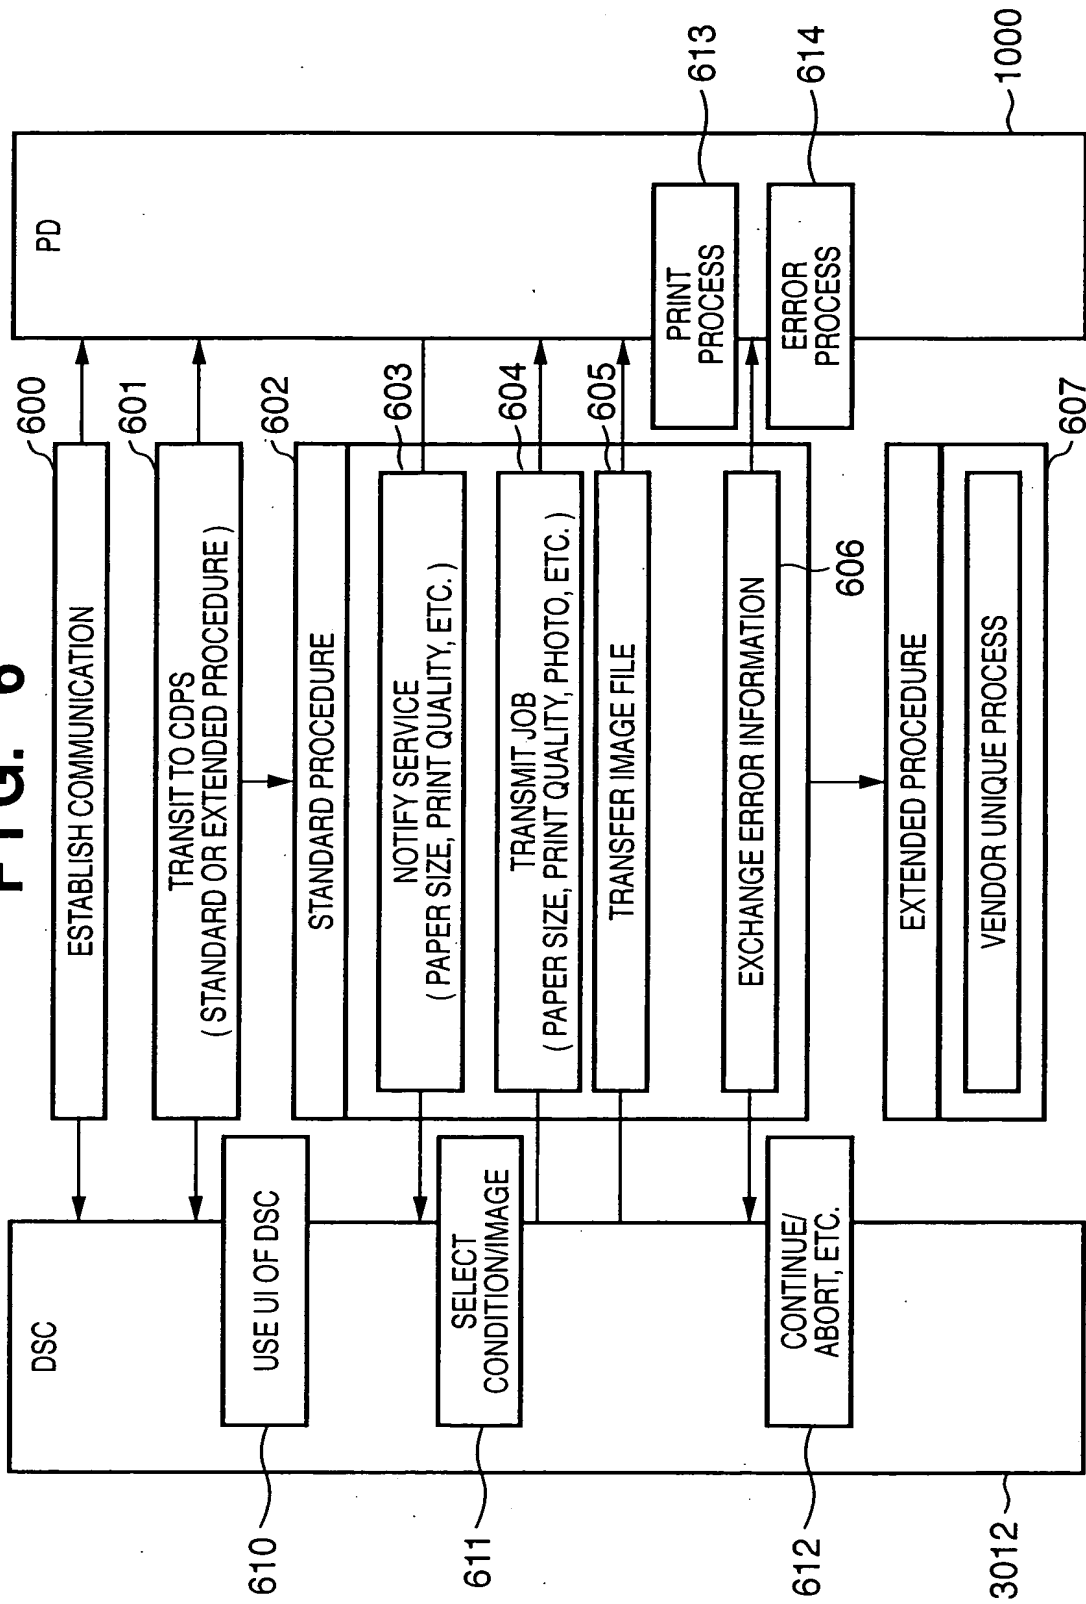 FIG. 6
DSC
PD
ESTABLISH COMMUNICATION
600
TRANSIT TO CDPS
( STANDARD OR EXTENDED PROCEDURE )
601
USE UI OF DSC
610
STANDARD PROCEDURE
602
NOTIFY SERVICE
( PAPER SIZE, PRINT QUALITY, ETC. )
603
SELECT
CONDITION/IMAGE
611
TRANSMIT JOB
( PAPER SIZE, PRINT QUALITY, PHOTO, ETC. )
604
TRANSFER IMAGE FILE
605
PRINT
PROCESS
613
EXCHANGE ERROR INFORMATION
606
CONTINUE/
ABORT, ETC.
612
ERROR
PROCESS
614
EXTENDED PROCEDURE
VENDOR UNIQUE PROCESS
607
3012
1000